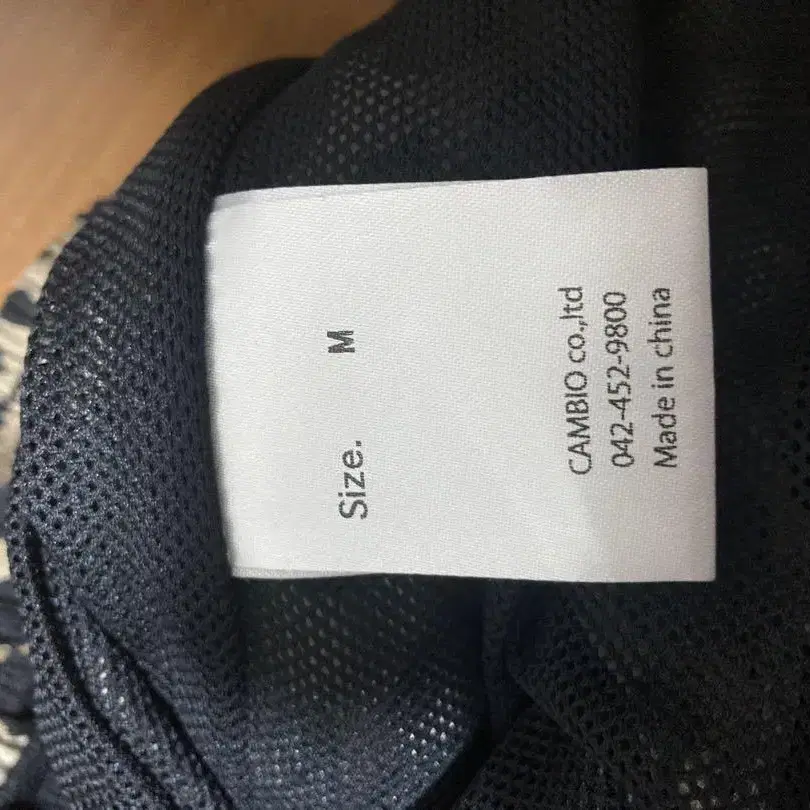 Size. M
CAMBIO co.,ltd
042-452-9800
Made in china